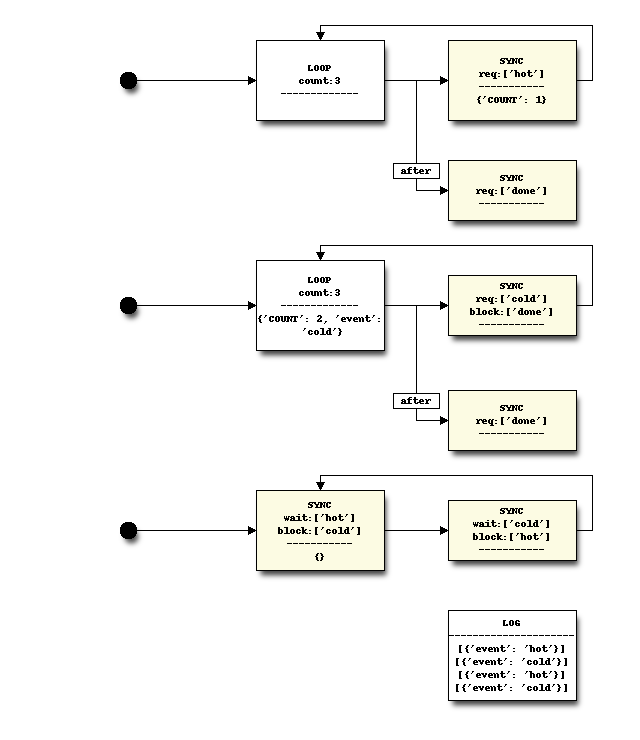 LOOP
count:3
-------------
SYNC
req:['hot']
-----------
{'COUNT': 1}
after
SYNC
req:['done']
-----------
LOOP
count:3
-------------
{'COUNT': 2, 'event':
'cold'}
SYNC
req:['cold']
block:['done']
-----------
after
SYNC
req:['done']
-----------
SYNC
wait:['hot']
block:['cold']
-----------
{}
SYNC
wait:['cold']
block:['hot']
-----------
LOG
---------------------
[{'event': 'hot'}]
[{'event': 'cold'}]
[{'event': 'hot'}]
[{'event': 'cold'}]